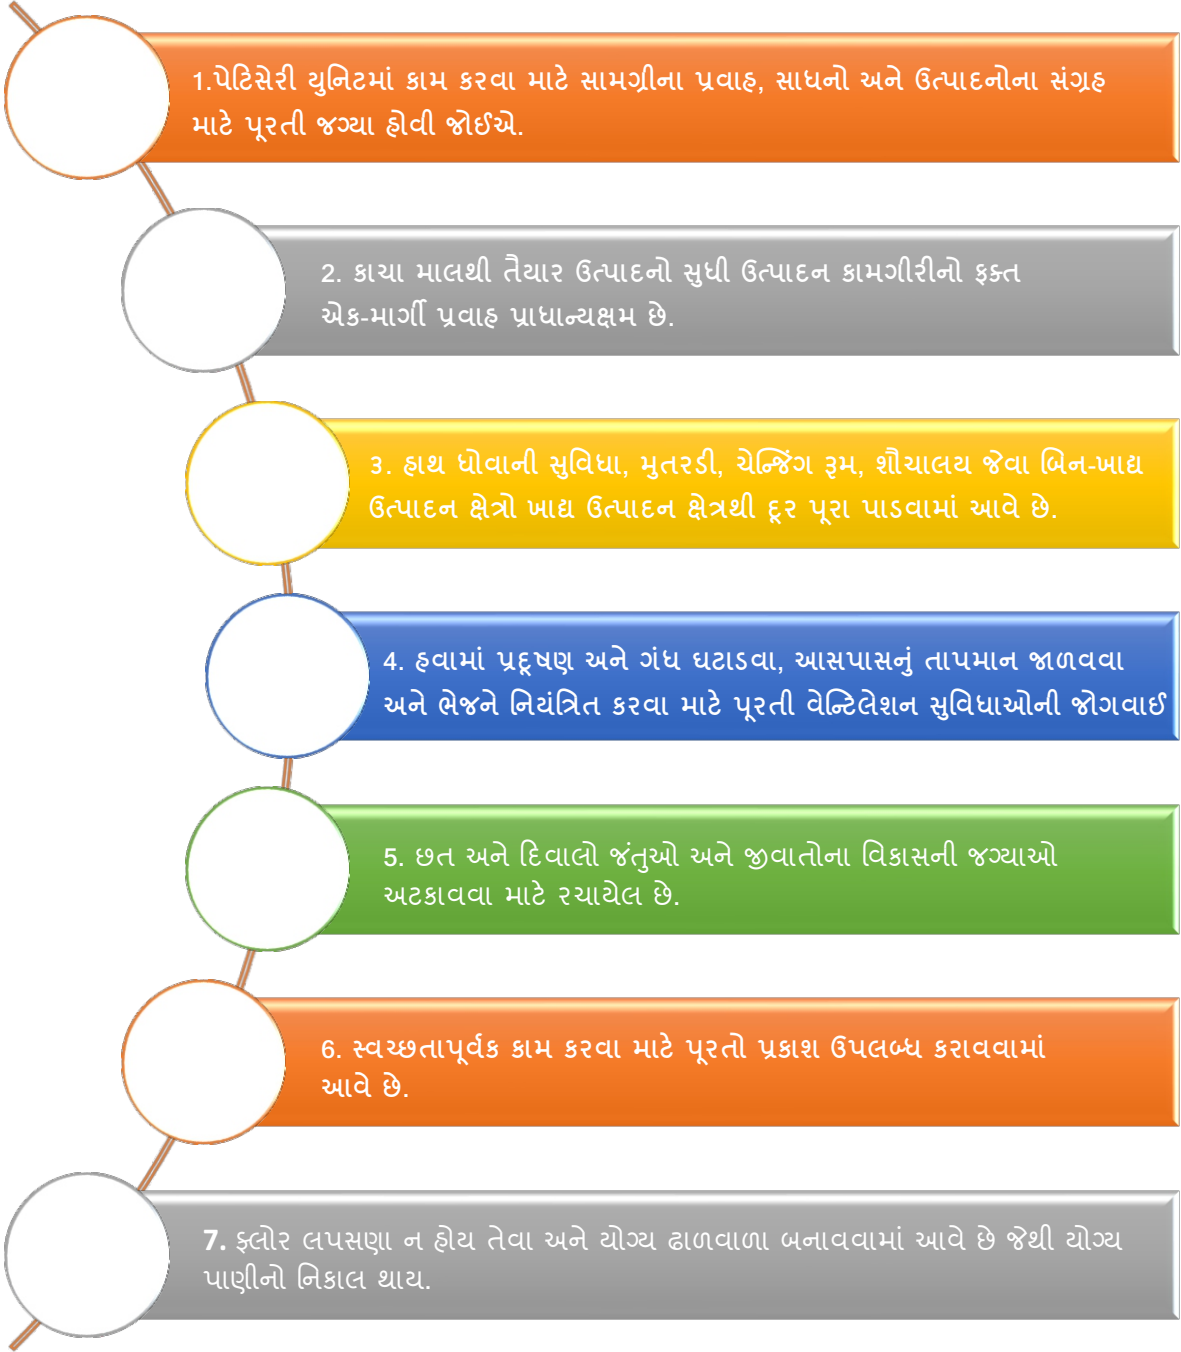 1.પેટિસેરી યુનિટમાં કામ કરવા માટે સામગ્રીના પ્રવાહ, સાધનો અને ઉત્પાદનોના સંગ્રહ
માટે પૂરતી જગ્યા હોવી જોઈએ.
2. કાચા માલથી તૈયાર ઉત્પાદનો સુધી ઉત્પાદન કામગીરીનો ફક્ત
એક-માર્ગી પ્રવાહ પ્રાધાન્યક્ષમ છે.
૩. હાથ ધોવાની સુવિધા, મુતરડી, ચેન્જિંગ રૂમ, શૌચાલય જેવા બિન-ખાદ્ય
ઉત્પાદન ક્ષેત્રો ખાદ્ય ઉત્પાદન ક્ષેત્રથી દૂર પૂરા પાડવામાં આવે છે.
4. હવામાં પ્રદૂષણ અને ગંધ ઘટાડવા, આસપાસનું તાપમાન જાળવવા
અને ભેજને નિયંત્રિત કરવા માટે પૂરતી વેન્ટિલેશન સુવિધાઓની જોગવાઈ
5. છત અને દિવાલો જંતુઓ અને જીવાતોના વિકાસની જગ્યાઓ
અટકાવવા માટે રચાયેલ છે.
6. સ્વચ્છતાપૂર્વક કામ કરવા માટે પૂરતો પ્રકાશ ઉપલબ્ધ કરાવવામાં
આવે છે.
7. ફ્લોર લપસણા ન હોય તેવા અને યોગ્ય ઢાળવાળા બનાવવામાં આવે છે જેથી યોગ્ય
પાણીનો નિકાલ થાય.